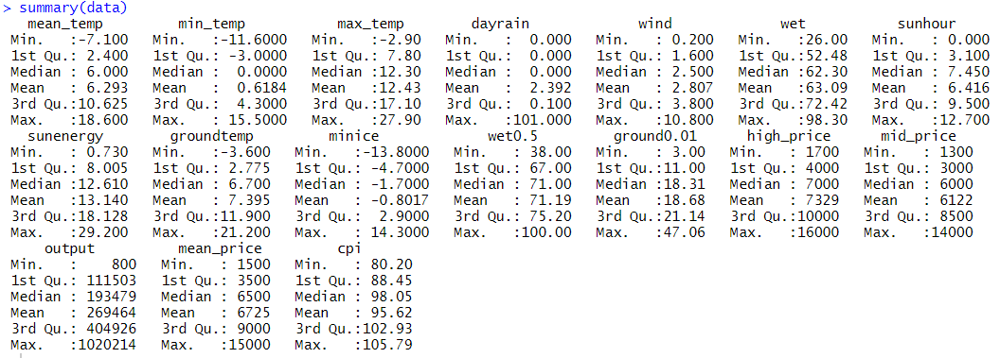 > summary(data)
mean_temp min_temp max_temp dayrain wind wet sunhour
Min. :-7.100 Min. :-11.6000 Min. :-2.90 Min. : 0.000 Min. : 0.200 Min. :26.00 Min. : 0.000
1st Qu.: 2.400 1st Qu.: -3.0000 1st Qu.: 7.80 1st Qu.: 0.000 1st Qu.: 1.600 1st Qu.:52.48 1st Qu.: 3.100
Median : 6.000 Median : 0.0000 Median :12.30 Median : 0.000 Median : 2.500 Median :62.30 Median : 7.450
Mean : 6.293 Mean : 0.6184 Mean :12.43 Mean : 2.392 Mean : 2.807 Mean :63.09 Mean : 6.416
3rd Qu.:10.625 3rd Qu.: 4.3000 3rd Qu.:17.10 3rd Qu.: 0.100 3rd Qu.: 3.800 3rd Qu.:72.42 3rd Qu.: 9.500
Max. :18.600 Max. : 15.5000 Max. :27.90 Max. :101.000 Max. :10.800 Max. :98.30 Max. :12.700
sunenergy groundtemp minice wet0.5 ground0.01 high_price mid_price
Min. : 0.730 Min. :-3.600 Min. :-13.8000 Min. : 38.00 Min. : 3.00 Min. : 1700 Min. : 1300
1st Qu.: 8.005 1st Qu.: 2.775 1st Qu.: -4.7000 1st Qu.: 67.00 1st Qu.:11.00 1st Qu.: 4000 1st Qu.: 3000
Median :12.610 Median : 6.700 Median : -1.7000 Median : 71.00 Median :18.31 Median : 7000 Median : 6000
Mean :13.140 Mean : 7.395 Mean : -0.8017 Mean : 71.19 Mean :18.68 Mean : 7329 Mean : 6122
3rd Qu.:18.128 3rd Qu.:11.900 3rd Qu.: 2.9000 3rd Qu.: 75.20 3rd Qu.:21.14 3rd Qu.:10000 3rd Qu.: 8500
Max. :29.200 Max. :21.200 Max. : 14.3000 Max. :100.00 Max. :47.06 Max. :16000 Max. :14000
output mean_price cpi
Min. : 800 Min. : 1500 Min. : 80.20
1st Qu.: 111503 1st Qu.: 3500 1st Qu.: 88.45
Median : 193479 Median : 6500 Median : 98.05
Mean : 269464 Mean : 6725 Mean : 95.62
3rd Qu.: 404926 3rd Qu.: 9000 3rd Qu.:102.93
Max. :1020214 Max. :15000 Max. :105.79